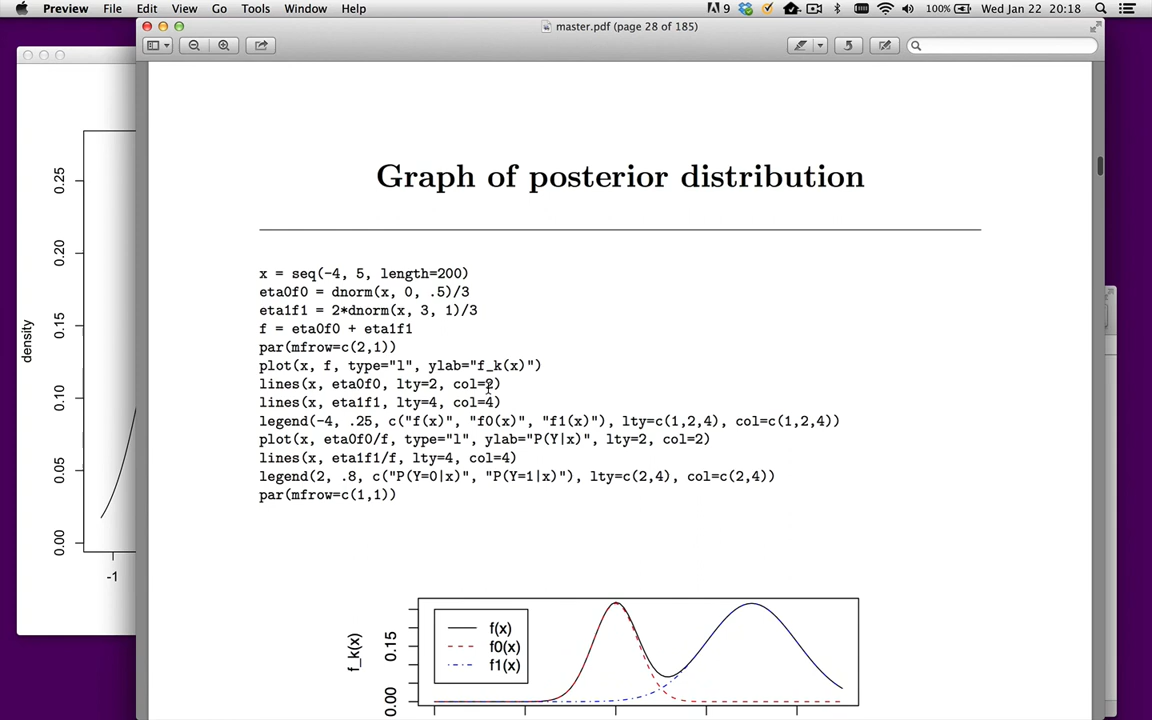 Preview File Edit View Go Tools Window Help 9 100% Wed Jan 22 20:18
master.pdf (page 28 of 185)
Graph of posterior distribution
x = seq(-4, 5, length=200)
eta0f0 = dnorm(x, 0, .5)/3
eta1f1 = 2*dnorm(x, 3, 1)/3
f = eta0f0 + eta1f1
par(mfrow=c(2,1))
plot(x, f, type="l", ylab="f_k(x)")
lines(x, eta0f0, lty=2, col=2)
lines(x, eta1f1, lty=4, col=4)
legend(-4, .25, c("f(x)", "f0(x)", "f1(x)"), lty=c(1,2,4), col=c(1,2,4))
plot(x, eta0f0/f, type="l", ylab="P(Y|x)", lty=2, col=2)
lines(x, eta1f1/f, lty=4, col=4)
legend(2, .8, c("P(Y=0|x)", "P(Y=1|x)"), lty=c(2,4), col=c(2,4))
par(mfrow=c(1,1))
f_k(x)
0.15
0.00
f(x)
f0(x)
f1(x)
density
0.25
0.20
0.15
0.10
0.05
0.00
-1